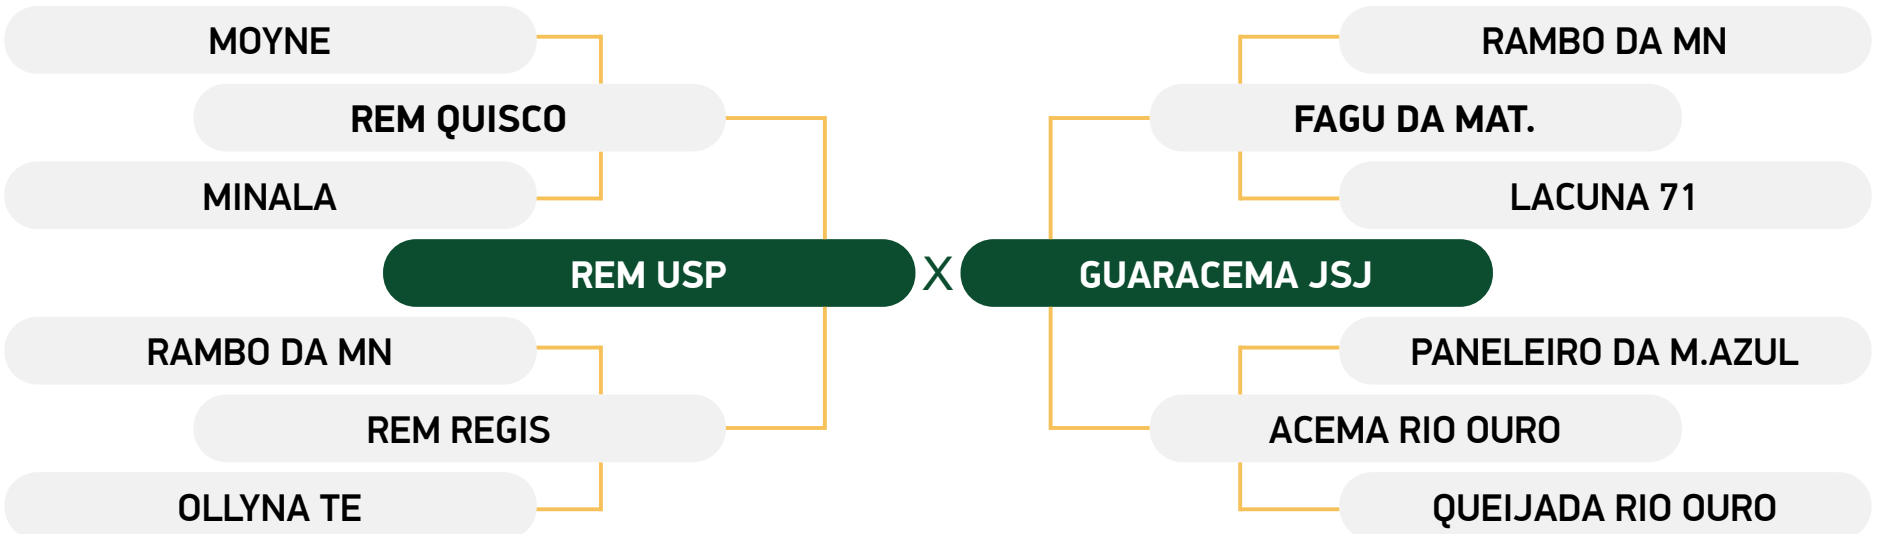 MOYNE
RAMBO DA MN
REM QUISCO
FAGU DA MAT.
MINALA
LACUNA 71
REM USP X GUARACEMA JSJ
RAMBO DA MN
PANELEIRO DA M.AZUL
REM REGIS
ACEMA RIO OURO
OLLYNA TE
QUEIJADA RIO OURO